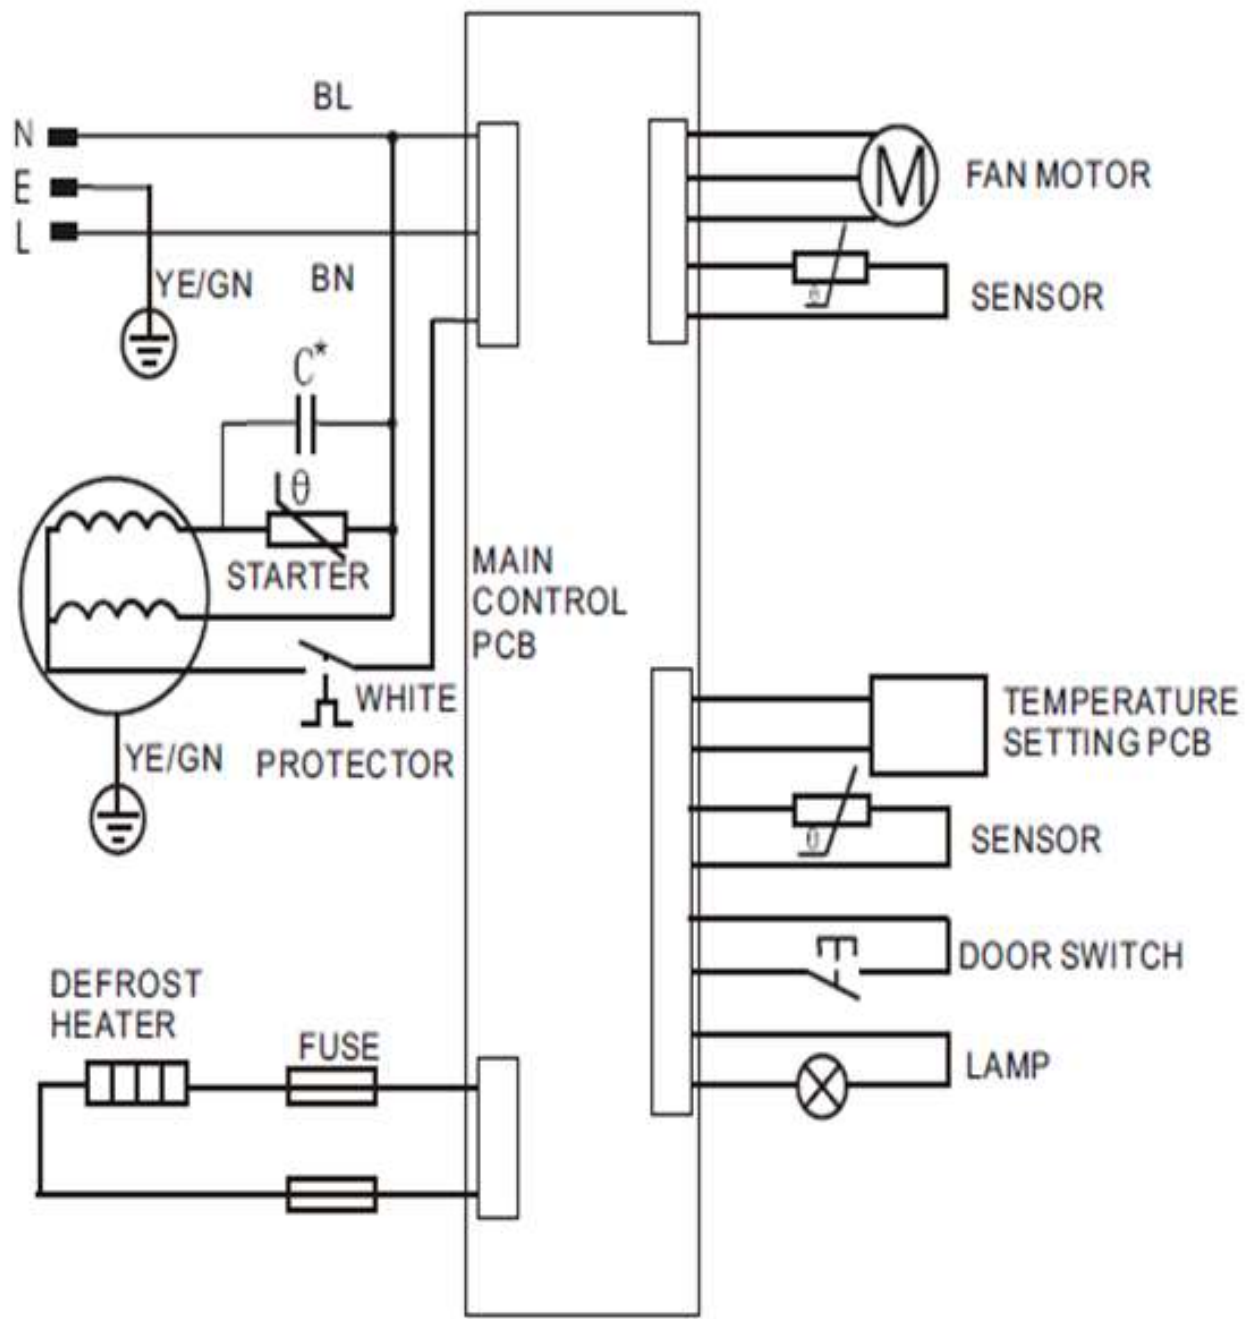 BL
N
E
L
YE/GN
BN
C*
θ
STARTER
WHITE
PROTECTOR
YE/GN
DEFROST
HEATER
FUSE
MAIN
CONTROL
PCB
M
FAN MOTOR
θ
SENSOR
TEMPERATURE
SETTING PCB
θ
SENSOR
DOOR SWITCH
LAMP